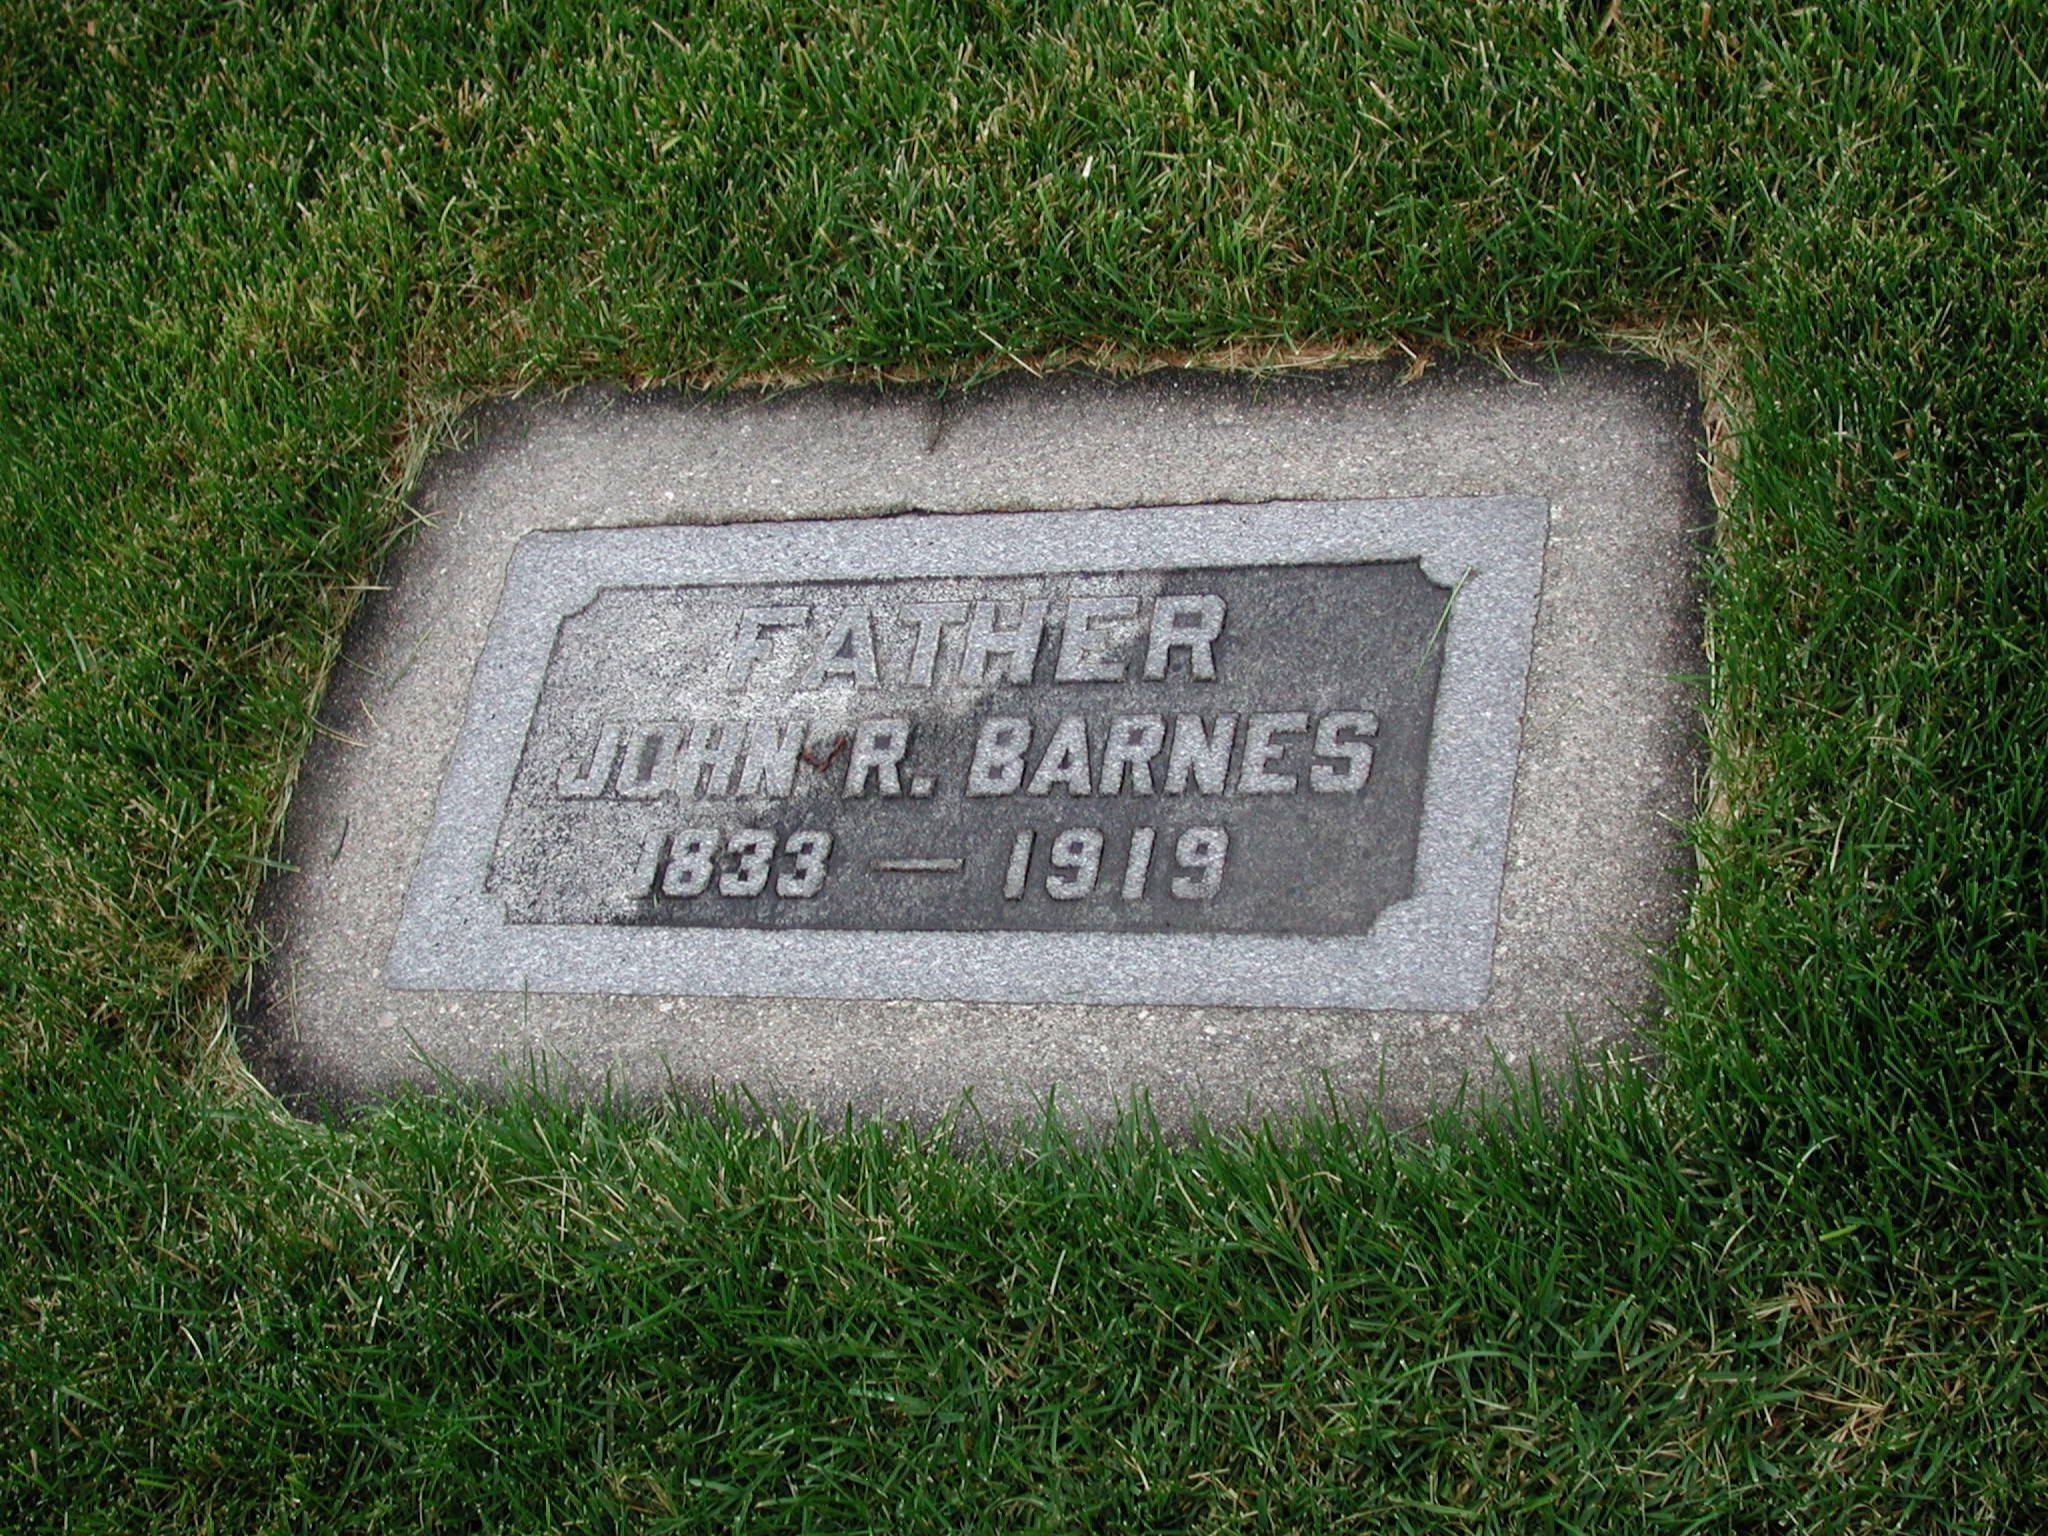 FATHER
JOHN R. BARNES
1833 — 1919